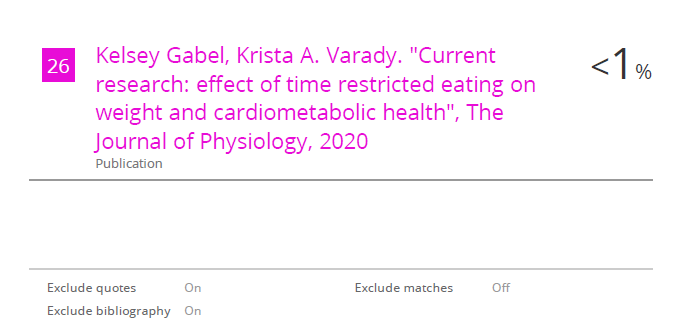 26
Kelsey Gabel, Krista A. Varady. "Current
research: effect of time restricted eating on
weight and cardiometabolic health", The
Journal of Physiology, 2020
Publication
<1%
Exclude quotes On
Exclude matches Off
Exclude bibliography On